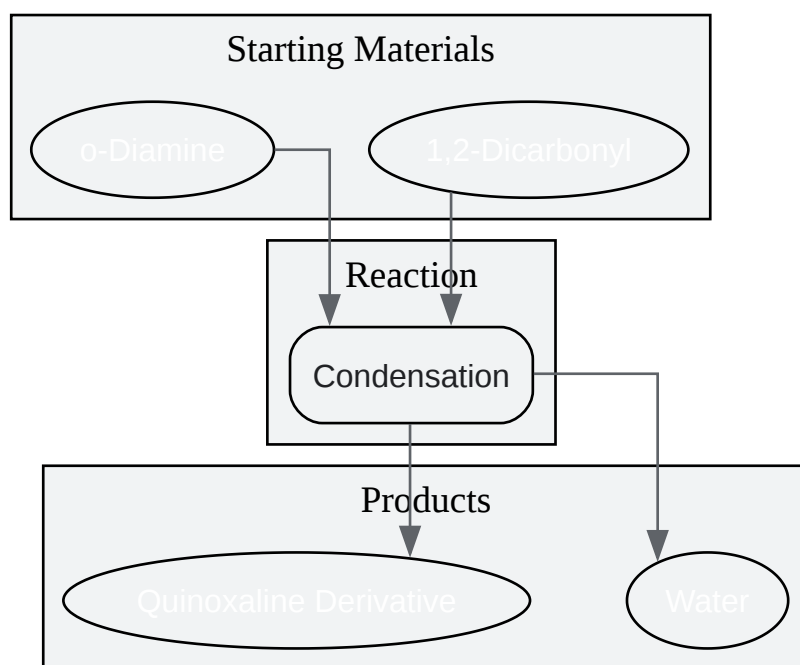 Starting Materials
o-Diamine
1,2-Dicarbonyl
Reaction
Condensation
Products
Quinoxaline Derivative
Water